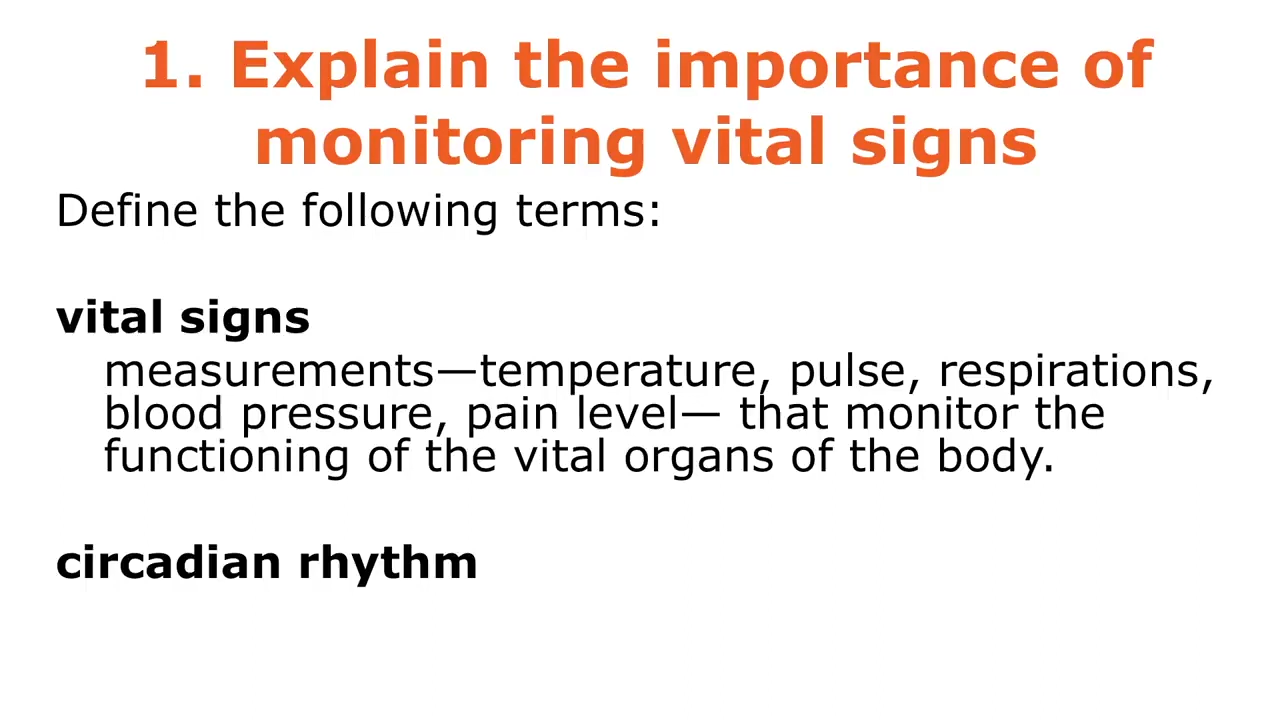 1. Explain the importance of
monitoring vital signs
Define the following terms:
vital signs
measurements—temperature, pulse, respirations,
blood pressure, pain level— that monitor the
functioning of the vital organs of the body.
circadian rhythm